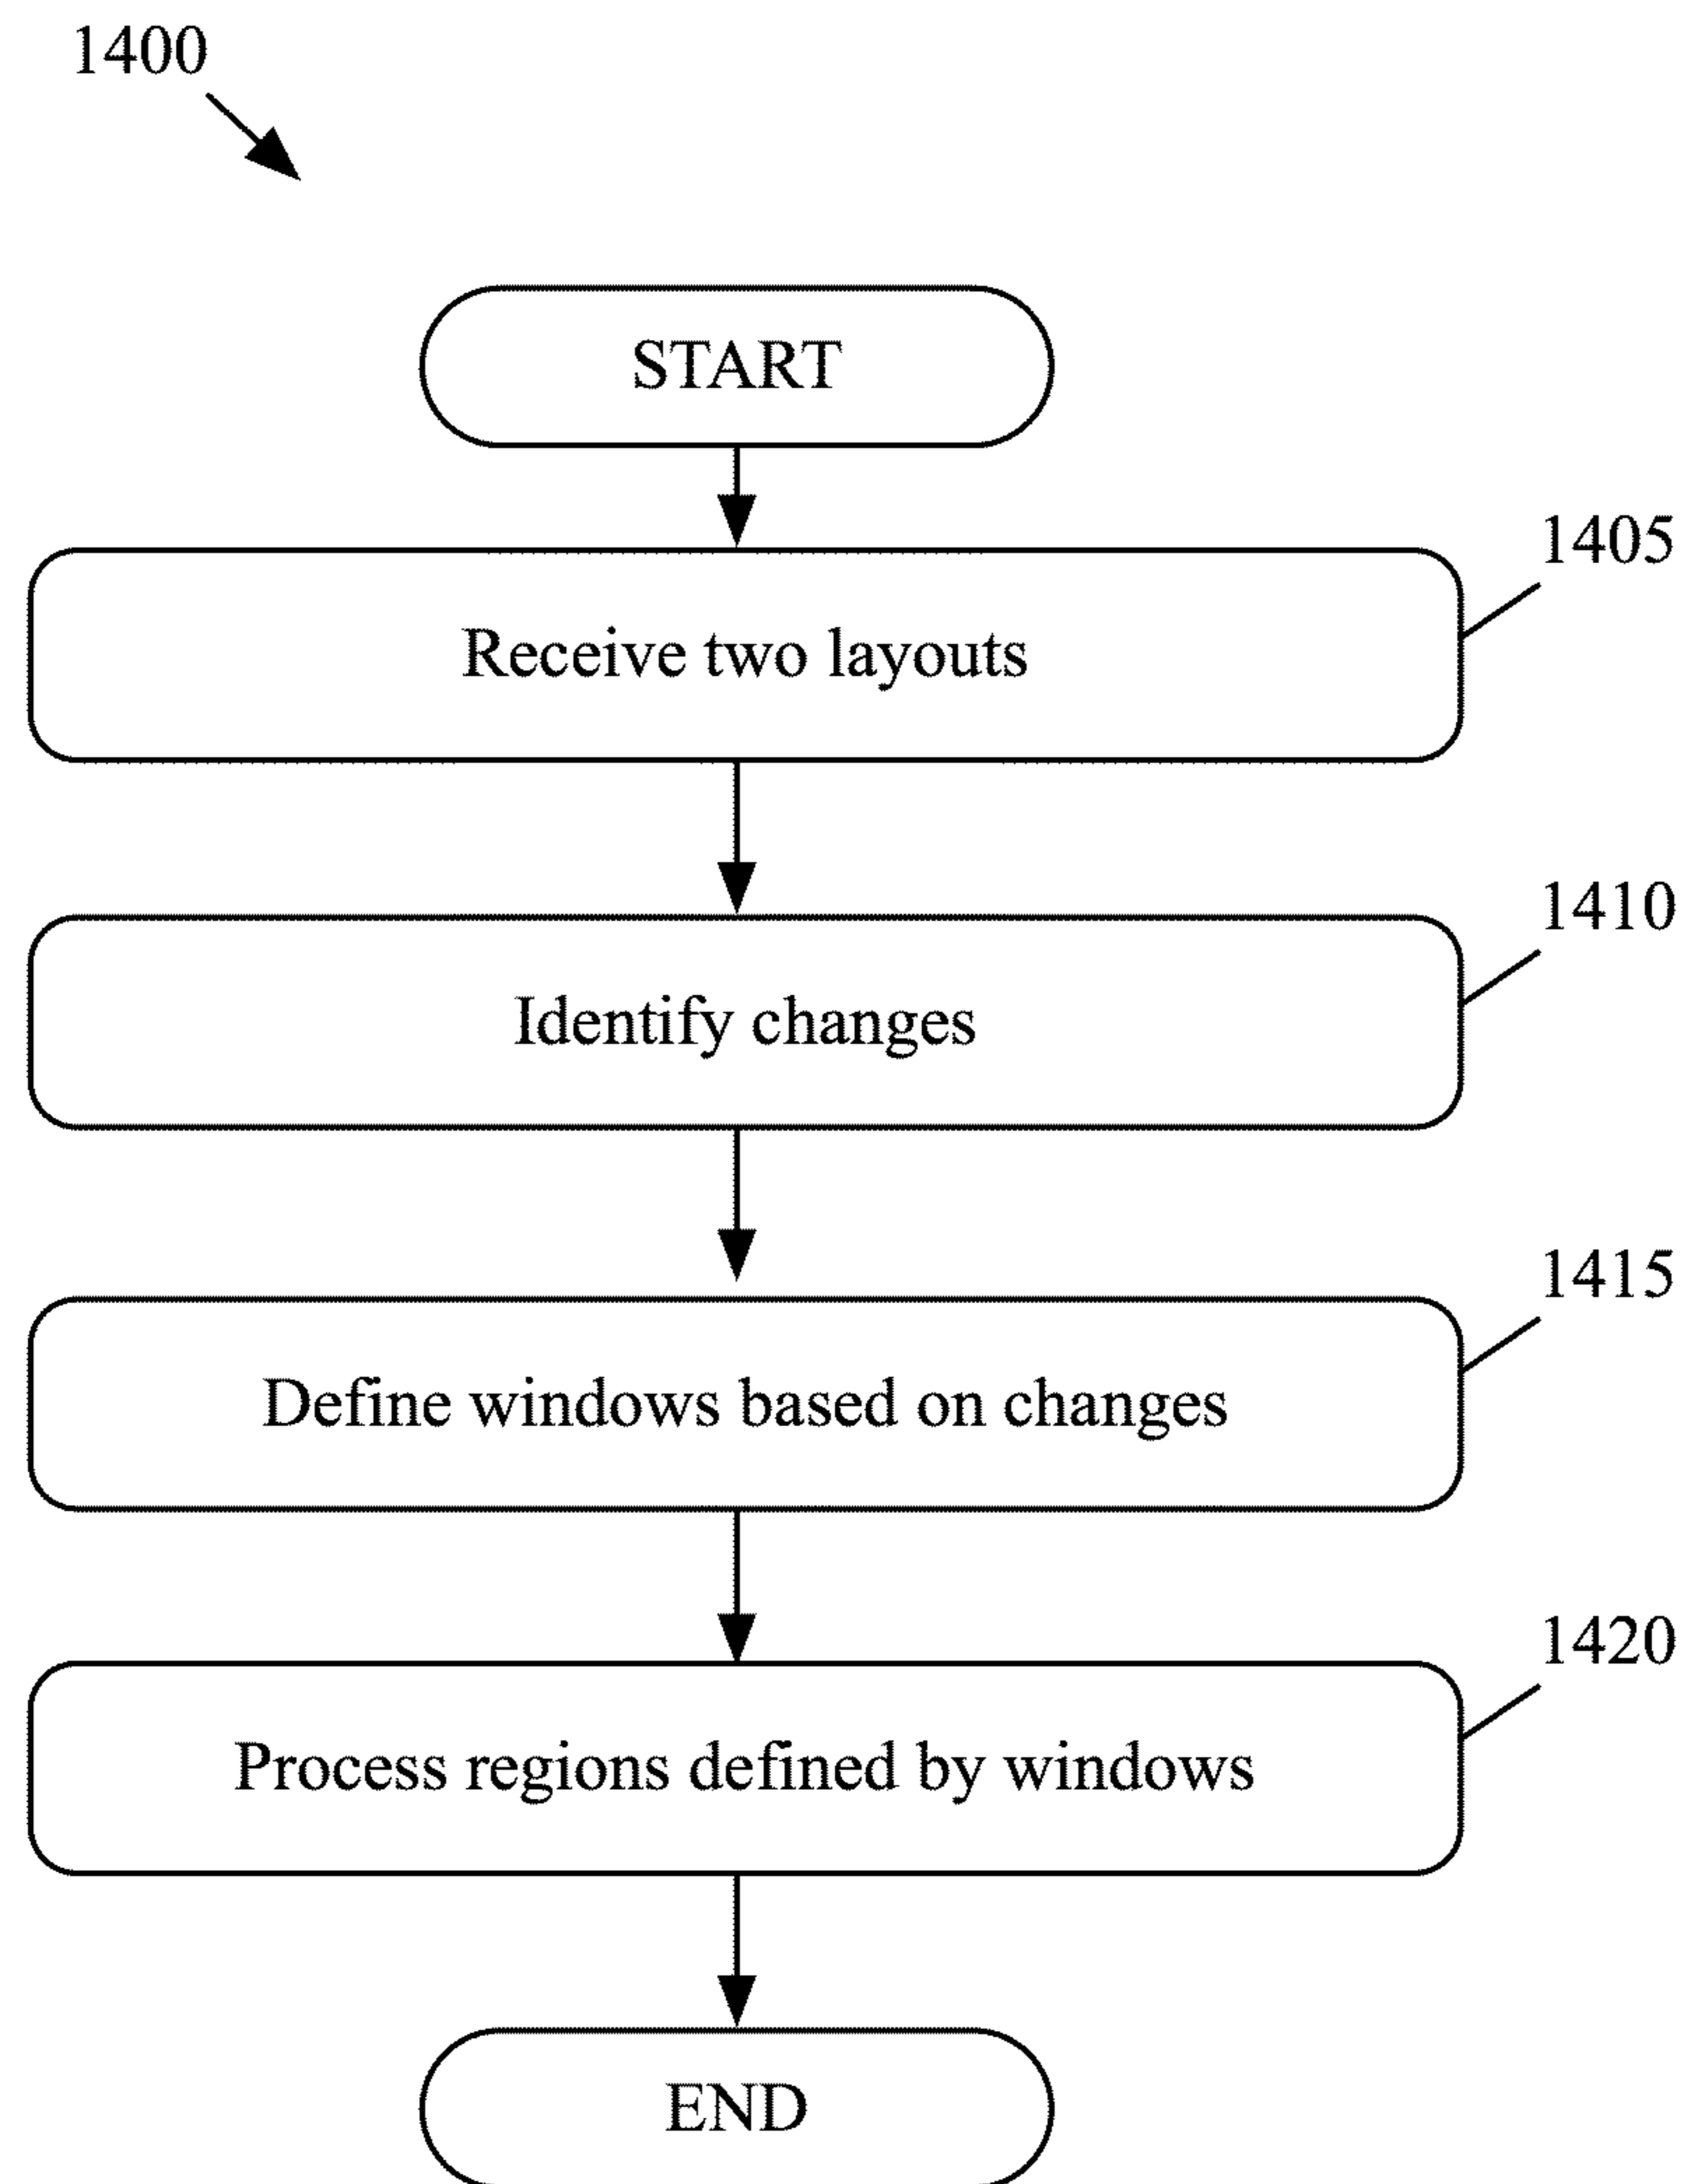 1400
START
1405
Receive two layouts
1410
Identify changes
1415
Define windows based on changes
1420
Process regions defined by windows
END